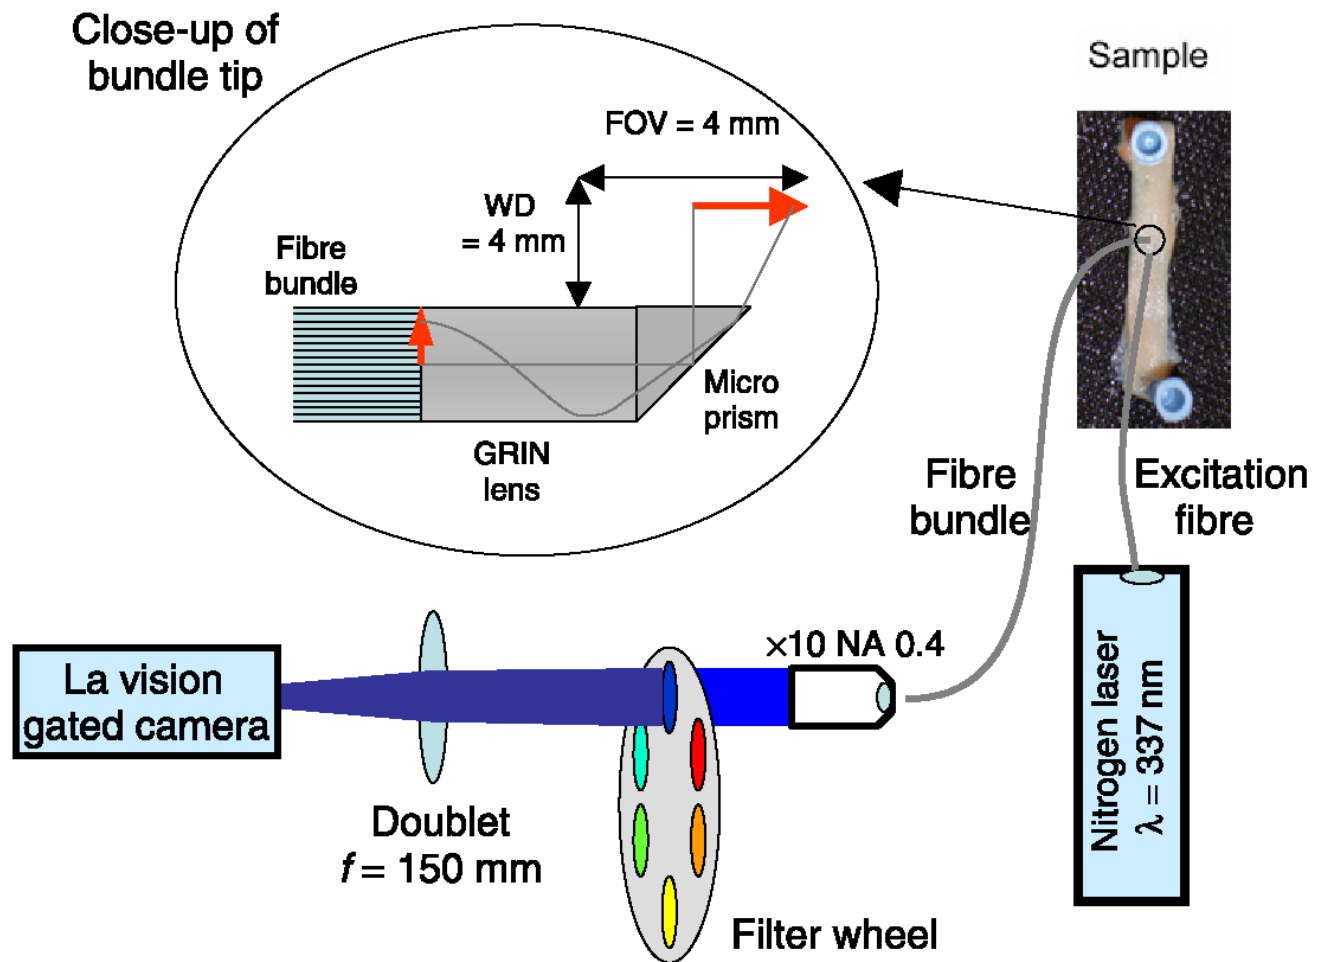 Close-up of
bundle tip
Sample
FOV = 4 mm
WD
= 4 mm
Fibre
bundle
Micro
prism
GRIN
lens
Fibre
bundle
Excitation
fibre
×10 NA 0.4
La vision
gated camera
Doublet
f = 150 mm
Filter wheel
Nitrogen laser
λ = 337 nm